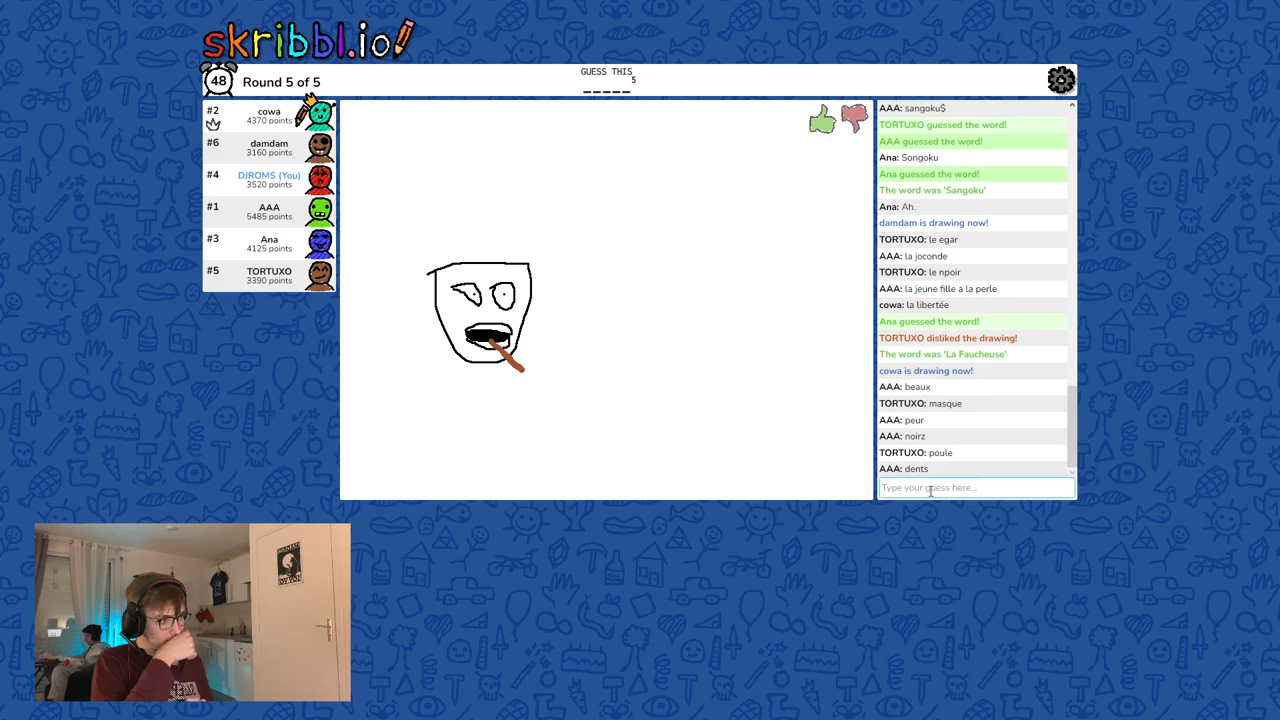 skribbl.io
48
Round 5 of 5
GUESS THIS
_____ 5
#2
cowa
4370 points
#6
damdam
3160 points
#4
DJROMS (You)
3520 points
#1
AAA
5485 points
#3
Ana
4125 points
#5
TORTUXO
3390 points
AAA: sangoku$
TORTUXO guessed the word!
AAA guessed the word!
Ana: Songoku
Ana guessed the word!
The word was 'Sangoku'
Ana: Ah.
damdam is drawing now!
TORTUXO: le egar
AAA: la joconde
TORTUXO: le npoir
AAA: la jeune fille a la perle
cowa: la libertée
Ana guessed the word!
TORTUXO disliked the drawing!
The word was 'La Faucheuse'
cowa is drawing now!
AAA: beaux
TORTUXO: masque
AAA: peur
AAA: noirz
TORTUXO: poule
AAA: dents
Type your guess here...